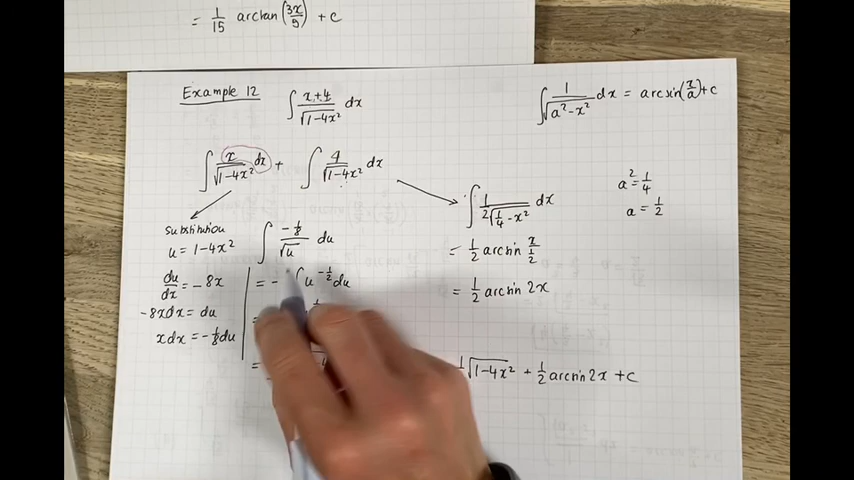 = 1/15 arctan(3x/5) + c
Example 12 ∫ (x+4)/√(1-4x²) dx
∫ 1/√(a²-x²) dx = arcsin(x/a) + c
∫ x/√(1-4x²) dx + ∫ 4/√(1-4x²) dx
∫ 1/(2√(1/4-x²)) dx
a² = 1/4
a = 1/2
substitution
u = 1-4x²
∫ (-1/8)/√u du
du/dx = -8x
-8xdx = du
xdx = -1/8 du
= - ∫ u^(-1/2) du
=
=
= 1/2 arcsin x/(1/2)
= 1/2 arcsin 2x
√(1-4x²) + 1/2 arcsin 2x + c